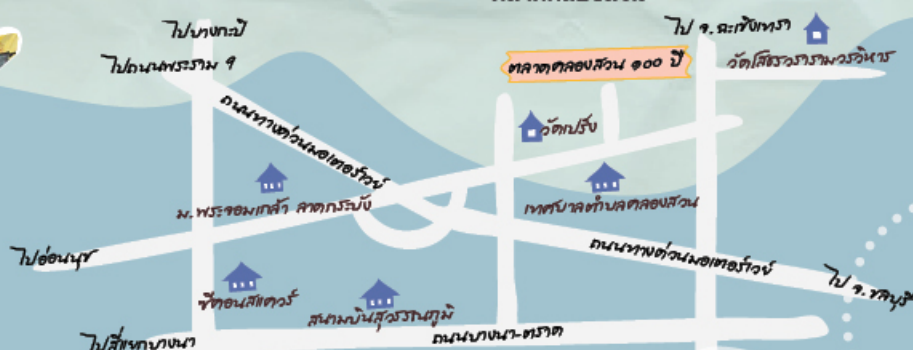 ไปบางกะปิ
ไป จ.ฉะเชิงเทรา
ไปถนนพระราม ๙
ตลาดคลองสวน ๑๐๐ ปี
วัดโสธรวรารามวรวิหาร
ถนนทางด่วนมอเตอร์เวย์
วัดเปร็ง
ม.พระจอมเกล้า ลาดกระบัง
เทศบาลตำบลคลองสวน
ไปอ่อนนุช
ถนนทางด่วนมอเตอร์เวย์
ไป จ.ชลบุรี
ซีคอนสแควร์
สนามบินสุวรรณภูมิ
ถนนบางนา-ตราด
ไปสี่แยกบางนา